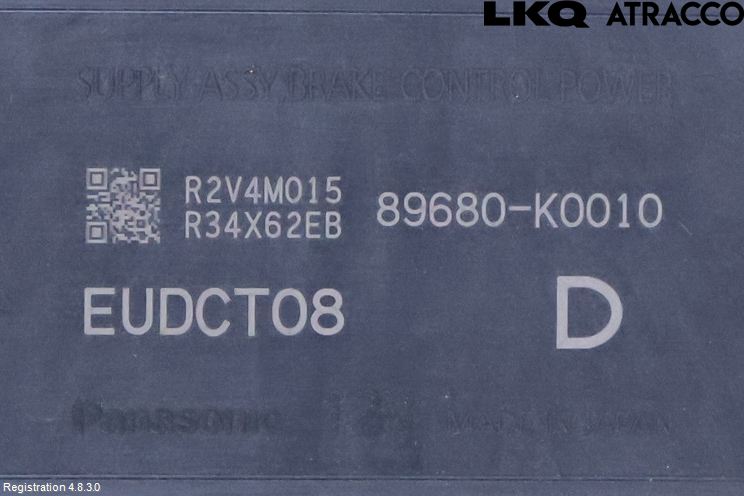 LKQ ATRACCO
SUPPLY ASSY,BRAKE CONTROL POWER
R2V4M015
R34X62EB
89680-K0010
EUDCT08
D
Panasonic
MADE IN JAPAN
Registration 4.8.3.0